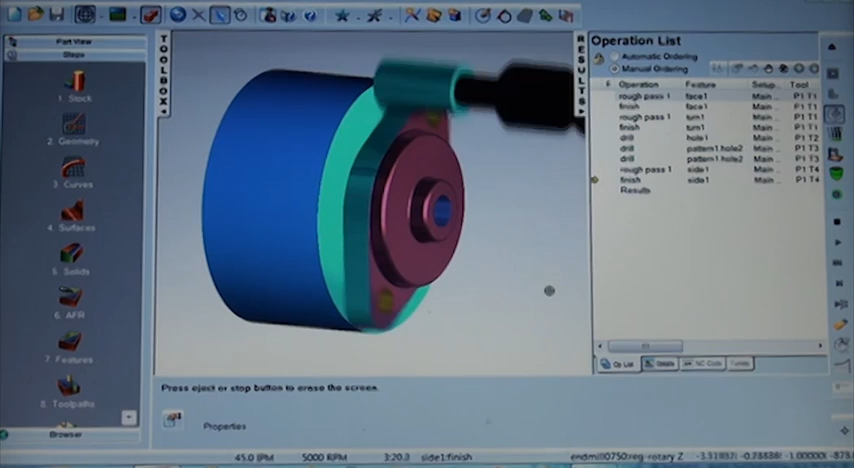 Part View
Steps
1. Stock
2. Geometry
3. Curves
4. Surfaces
5. Solids
6. AFR
7. Features
8. Toolpaths
Browser
TOOLBOX
RESULTS
Operation List
Automatic Ordering
Manual Ordering
Operation Feature Setup... Tool
rough pass 1 face1 Main ... P1 T1
finish face1 Main ... P1 T1
rough pass 1 turn1 Main ... P1 T1
finish turn1 Main ... P1 T1
drill hole1 Main ... P1 T2
drill pattern1.hole2 Main ... P1 T3
drill pattern1.hole2 Main ... P1 T3
rough pass 1 side1 Main ... P1 T4
finish side1 Main ... P1 T4
Results
Op List Details NC Code
Press eject or stop button to erase the screen.
Properties
45.0 IPM 5000 RPM 3:20.3 side1:finish endmill0750:reg-rotary Z